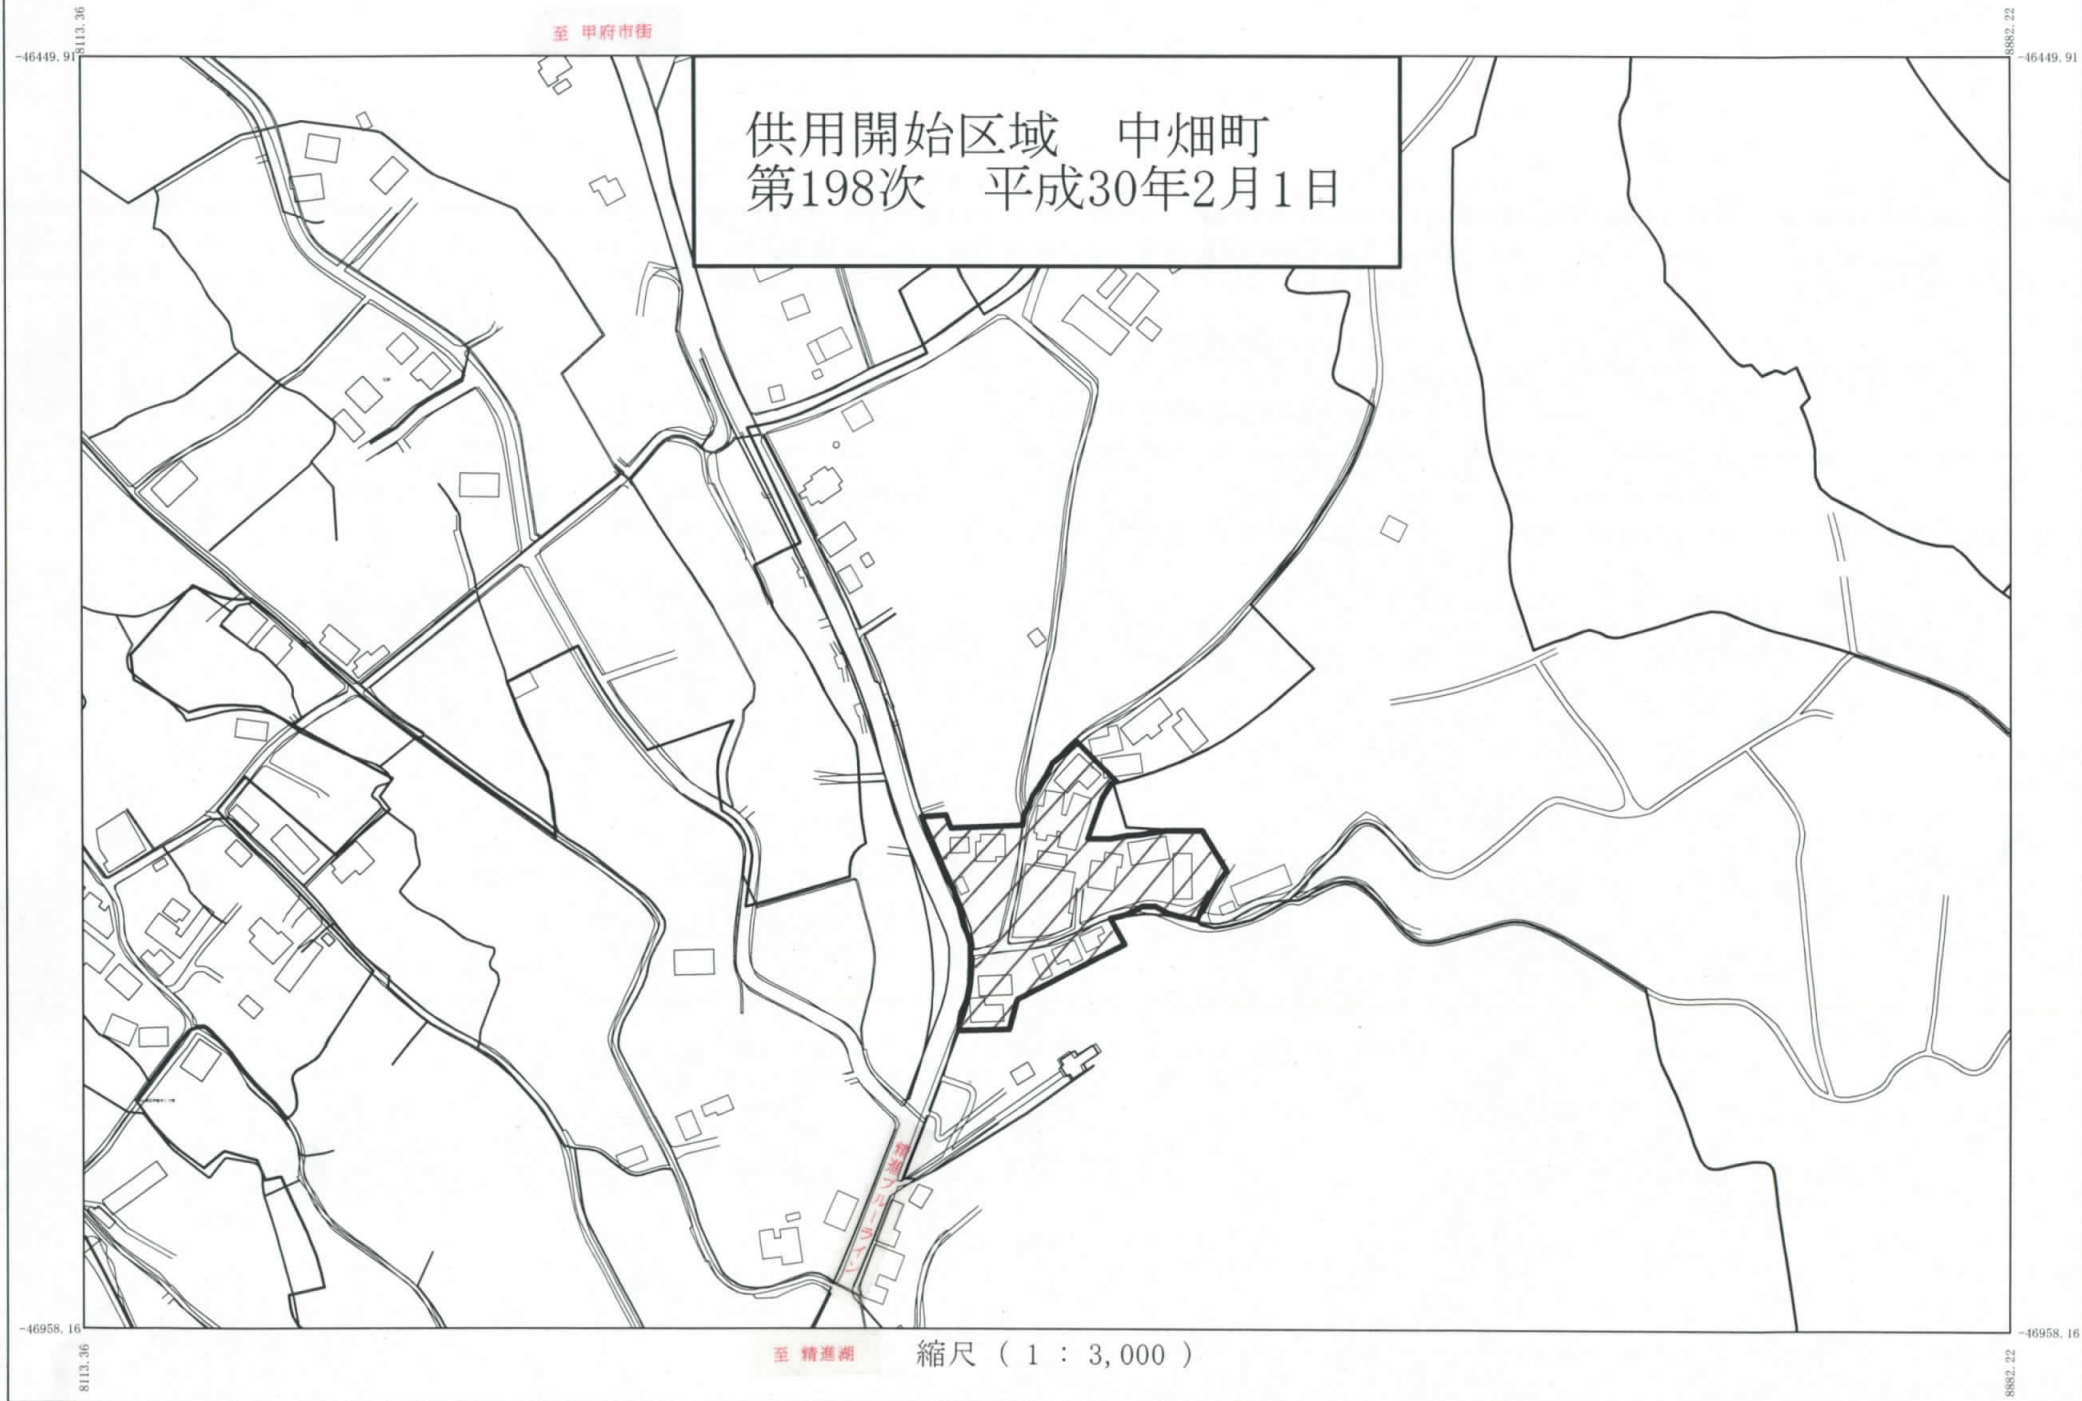 8113.36
8882.22
至 甲府市街
-46449.91
-46449.91
供用開始区域　中畑町
第198次　平成30年2月1日
精進ブルーライン
-46958.16
-46958.16
至 精進湖
縮尺 ( 1 : 3,000 )
8113.36
8882.22